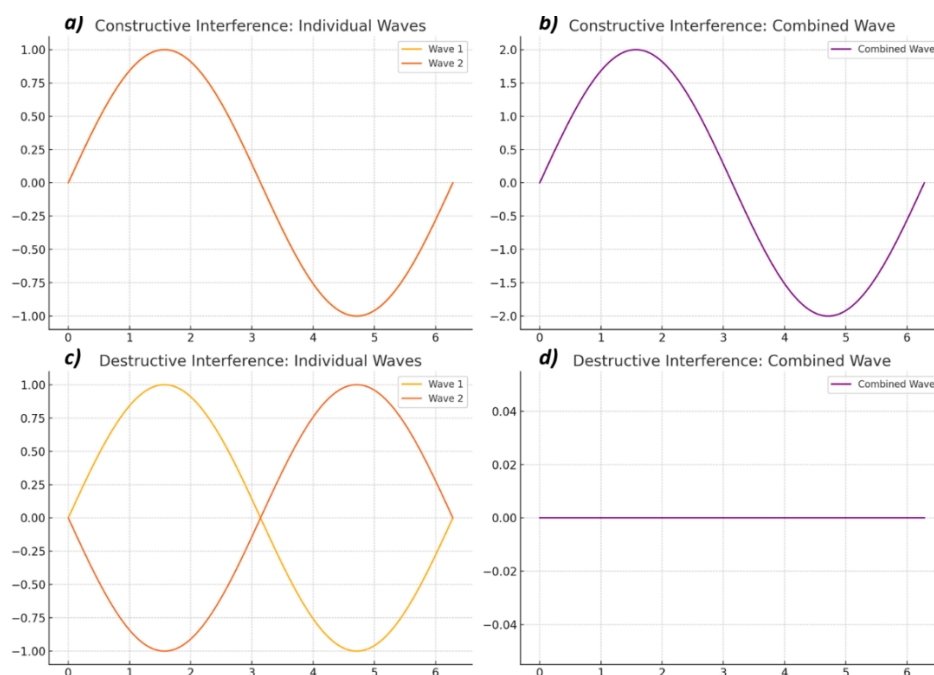 a) Constructive Interference: Individual Waves
1.00
0.75
0.50
0.25
0.00
−0.25
−0.50
−0.75
−1.00
0 1 2 3 4 5 6
Wave 1
Wave 2
b) Constructive Interference: Combined Wave
2.0
1.5
1.0
0.5
0.0
−0.5
−1.0
−1.5
−2.0
0 1 2 3 4 5 6
Combined Wave
c) Destructive Interference: Individual Waves
1.00
0.75
0.50
0.25
0.00
−0.25
−0.50
−0.75
−1.00
0 1 2 3 4 5 6
Wave 1
Wave 2
d) Destructive Interference: Combined Wave
0.04
0.02
0.00
−0.02
−0.04
0 1 2 3 4 5 6
Combined Wave